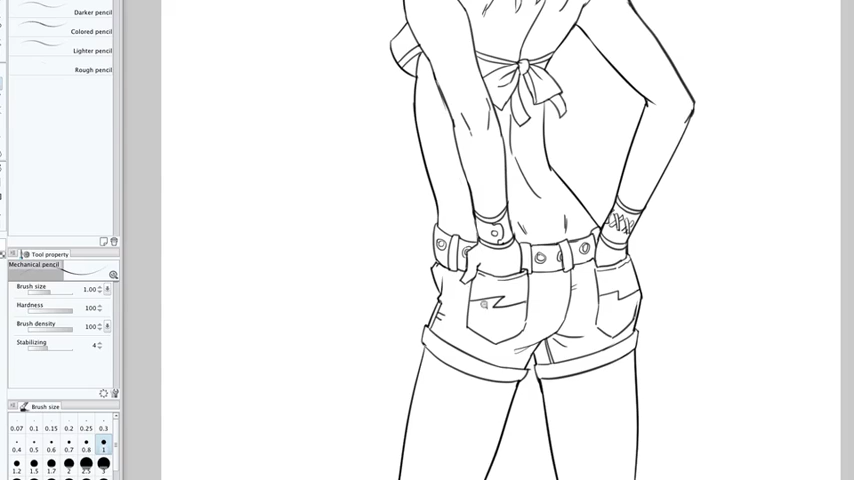 Darker pencil
Colored pencil
Lighter pencil
Rough pencil
Tool property
Mechanical pencil
Brush size 1.00
Hardness 100
Brush density 100
Stabilizing 4
Brush size
0.07 0.1 0.15 0.2 0.25 0.3
0.4 0.5 0.6 0.7 0.8 1
1.2 1.5 1.7 2 2.5 3